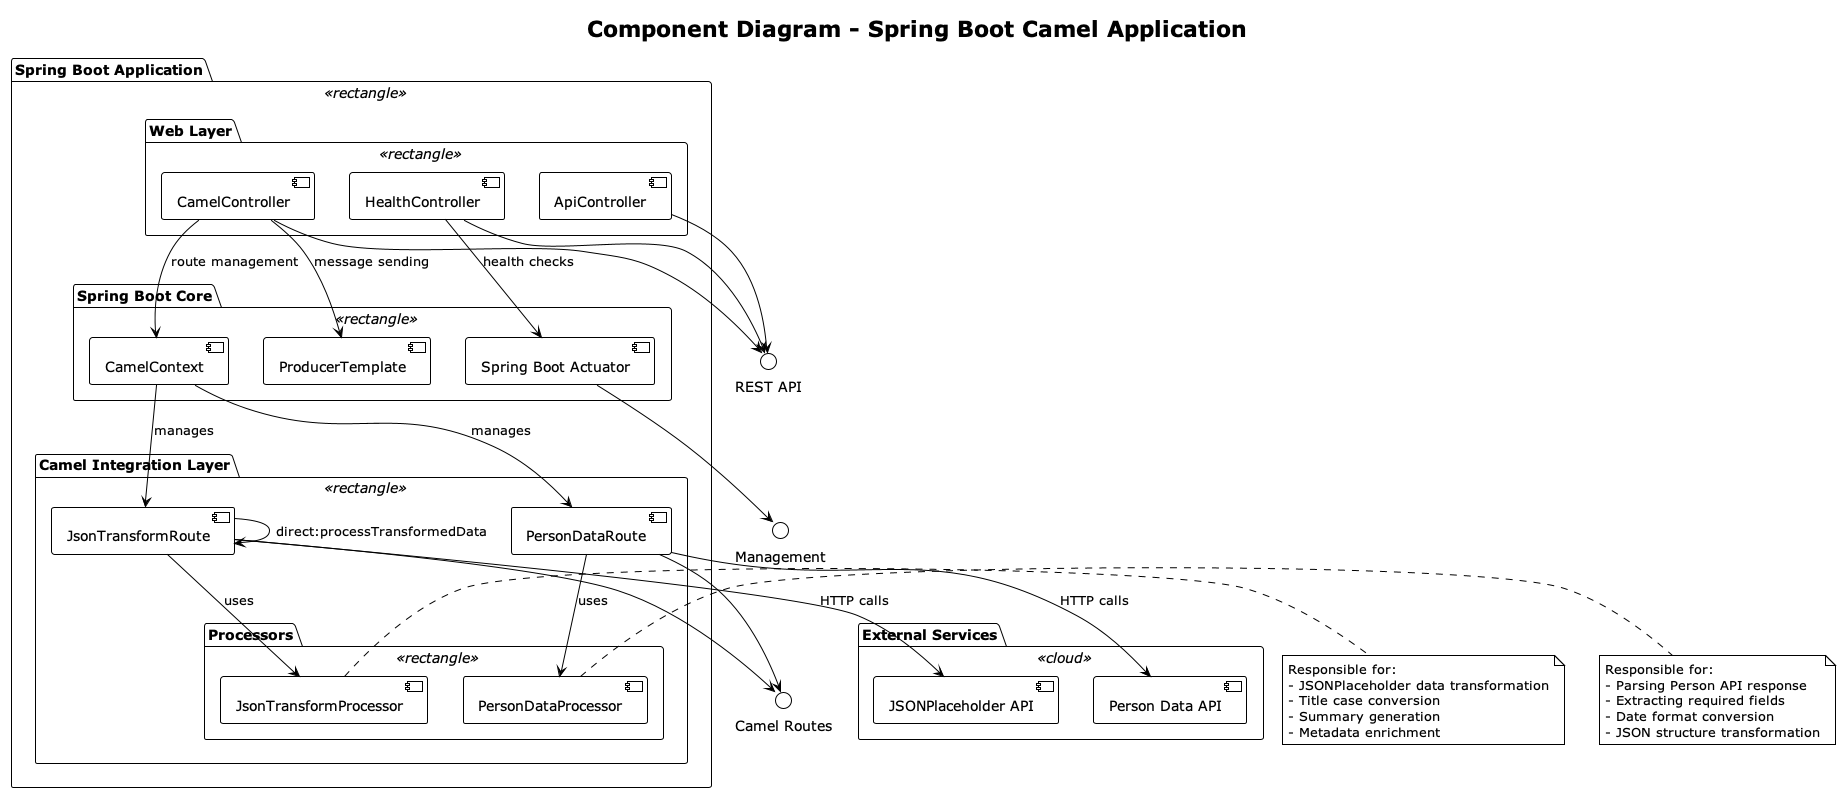 Component Diagram - Spring Boot Camel Application
Spring Boot Application
«rectangle»
Web Layer
«rectangle»
CamelController
HealthController
ApiController
route management
message sending
health checks
Spring Boot Core
«rectangle»
CamelContext
ProducerTemplate
Spring Boot Actuator
REST API
manages
manages
Camel Integration Layer
«rectangle»
JsonTransformRoute
direct:processTransformedData
PersonDataRoute
Management
uses
uses
HTTP calls
HTTP calls
Processors
«rectangle»
JsonTransformProcessor
PersonDataProcessor
Camel Routes
External Services
«cloud»
JSONPlaceholder API
Person Data API
Responsible for:
- JSONPlaceholder data transformation
- Title case conversion
- Summary generation
- Metadata enrichment
Responsible for:
- Parsing Person API response
- Extracting required fields
- Date format conversion
- JSON structure transformation